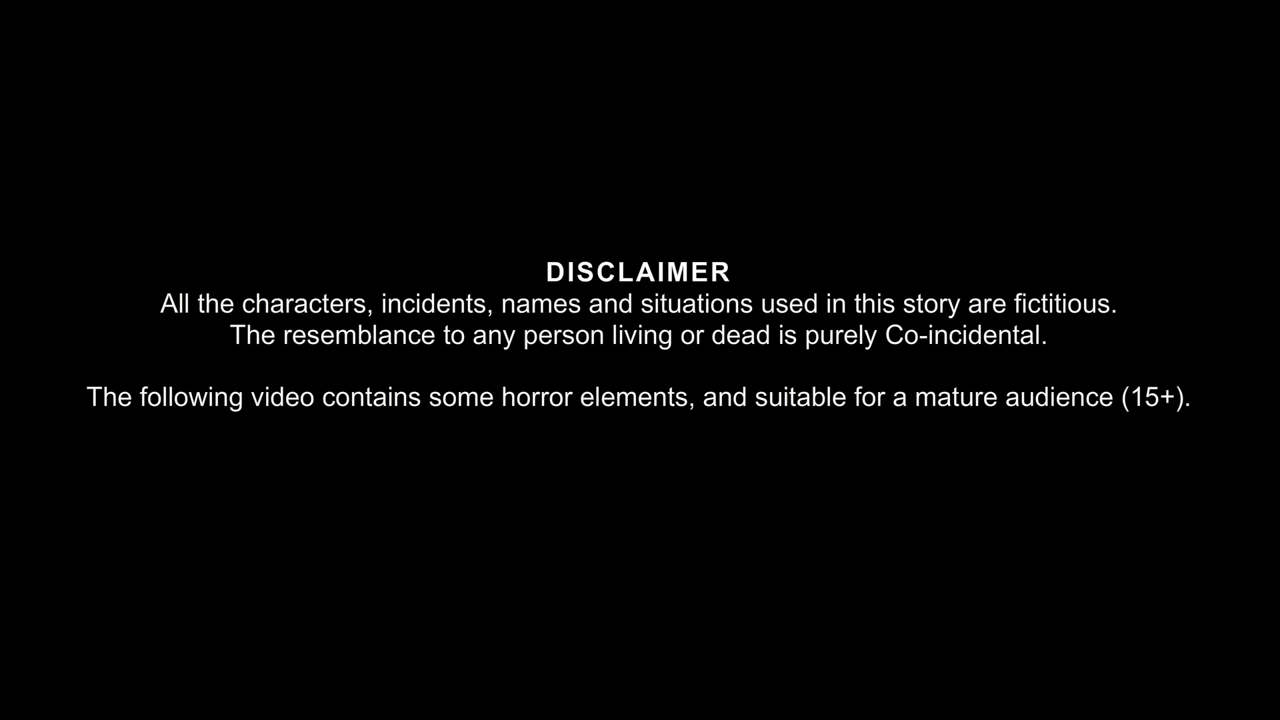 DISCLAIMER
All the characters, incidents, names and situations used in this story are fictitious.
The resemblance to any person living or dead is purely Co-incidental.
The following video contains some horror elements, and suitable for a mature audience (15+).